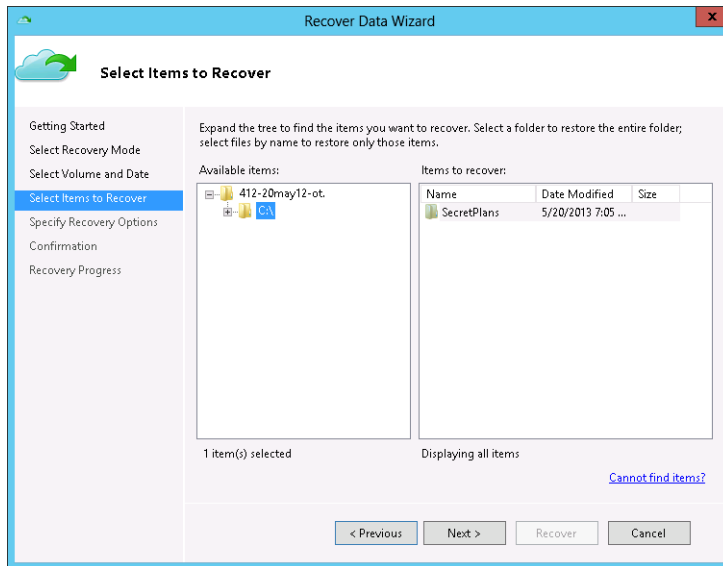 Recover Data Wizard
x
Select Items to Recover
Getting Started
Select Recovery Mode
Select Volume and Date
Select Items to Recover
Specify Recovery Options
Confirmation
Recovery Progress
Expand the tree to find the items you want to recover. Select a folder to restore the entire folder;
select files by name to restore only those items.
Available items:
412-20may12-ot.
C:\
1 item(s) selected
Items to recover:
Name Date Modified Size
SecretPlans 5/20/2013 7:05 ...
Displaying all items
Cannot find items?
< Previous Next > Recover Cancel